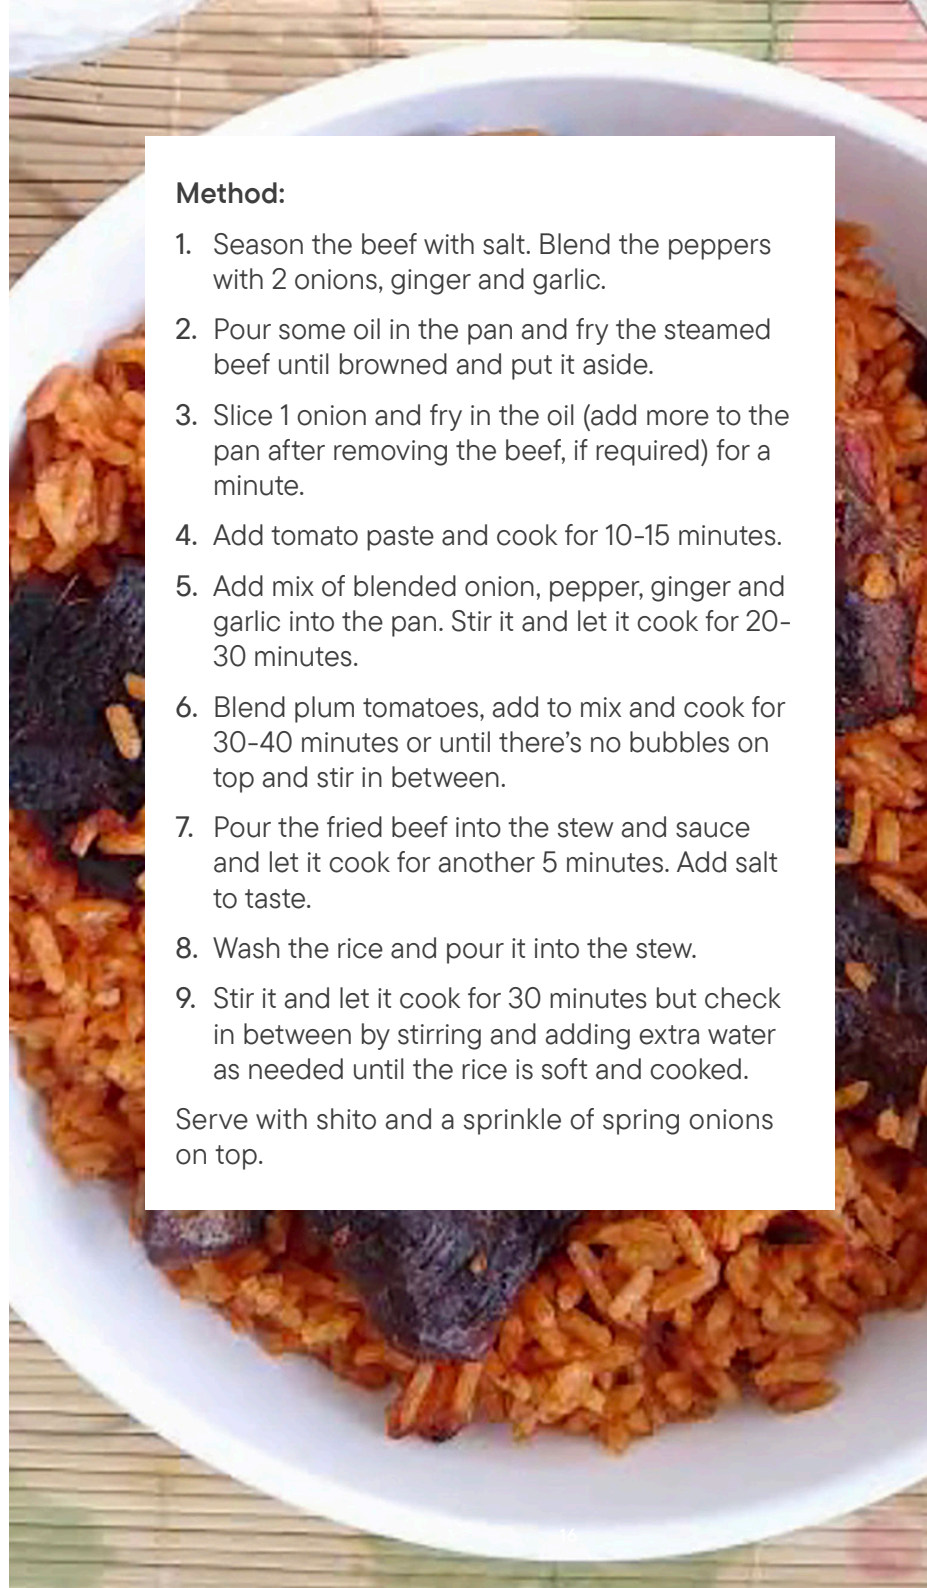 Method:
1. Season the beef with salt. Blend the peppers
with 2 onions, ginger and garlic.
2. Pour some oil in the pan and fry the steamed
beef until browned and put it aside.
3. Slice 1 onion and fry in the oil (add more to the
pan after removing the beef, if required) for a
minute.
4. Add tomato paste and cook for 10-15 minutes.
5. Add mix of blended onion, pepper, ginger and
garlic into the pan. Stir it and let it cook for 20-
30 minutes.
6. Blend plum tomatoes, add to mix and cook for
30-40 minutes or until there’s no bubbles on
top and stir in between.
7. Pour the fried beef into the stew and sauce
and let it cook for another 5 minutes. Add salt
to taste.
8. Wash the rice and pour it into the stew.
9. Stir it and let it cook for 30 minutes but check
in between by stirring and adding extra water
as needed until the rice is soft and cooked.
Serve with shito and a sprinkle of spring onions
on top.